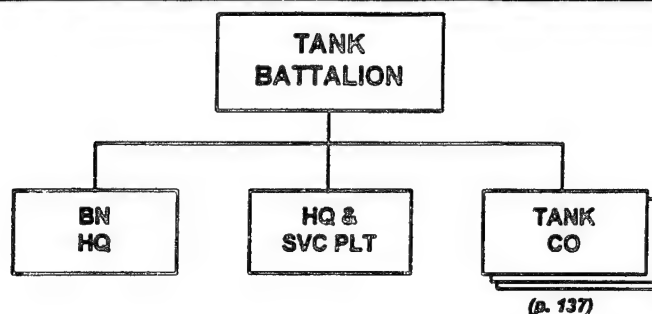 TANK
BATTALION
BN
HQ
HQ &
SVC PLT
TANK
CO
(p. 137)